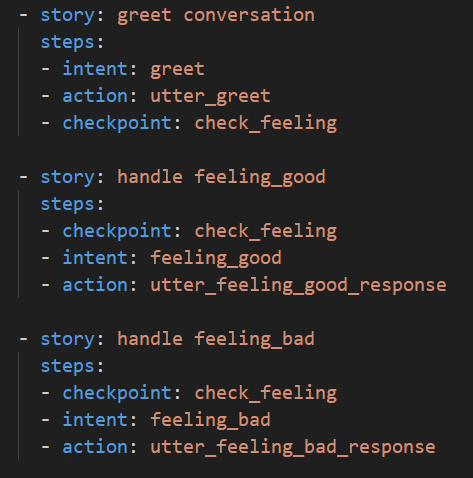 - story: greet conversation
steps:
- intent: greet
- action: utter_greet
- checkpoint: check_feeling
- story: handle feeling_good
steps:
- checkpoint: check_feeling
- intent: feeling_good
- action: utter_feeling_good_response
- story: handle feeling_bad
steps:
- checkpoint: check_feeling
- intent: feeling_bad
- action: utter_feeling_bad_response